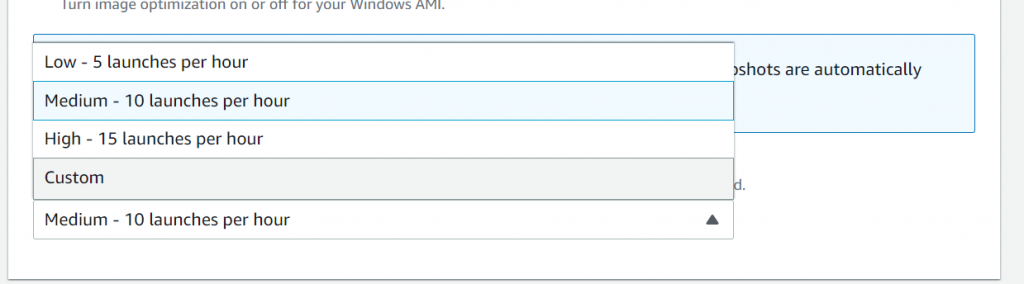 Turn image optimization on or off for your Windows AMI.
Low - 5 launches per hour
pshots are automatically
Medium - 10 launches per hour
High - 15 launches per hour
Custom
d.
Medium - 10 launches per hour